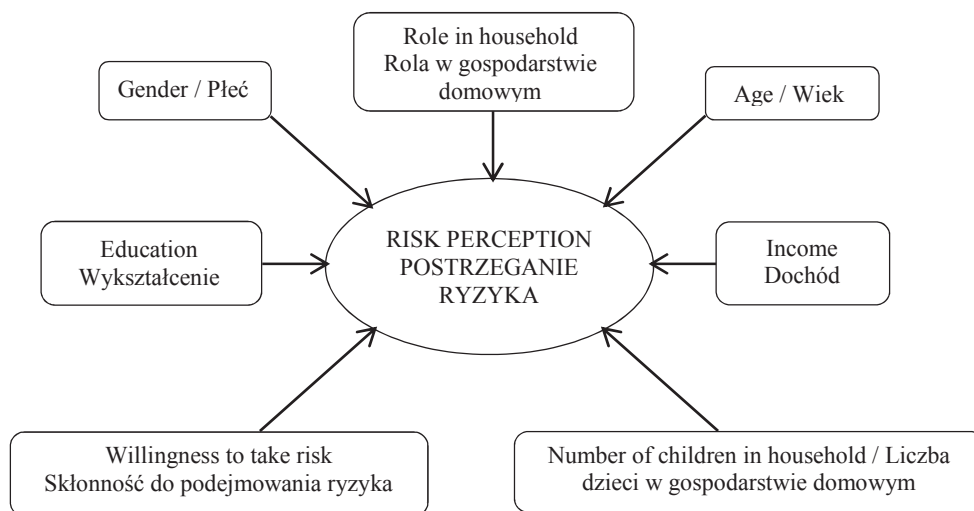 Role in household
Rola w gospodarstwie
domowym
Gender / Płeć
Age / Wiek
Education
Wykształcenie
RISK PERCEPTION
POSTRZEGANIE
RYZYKA
Income
Dochód
Willingness to take risk
Skłonność do podejmowania ryzyka
Number of children in household / Liczba
dzieci w gospodarstwie domowym